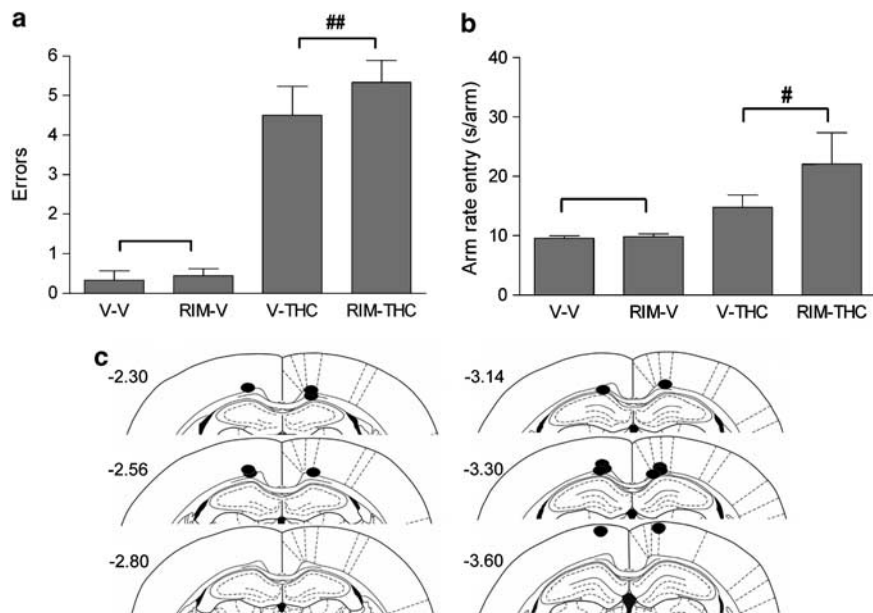 a
##
Errors
6
5
4
3
2
1
0
V-V RIM-V V-THC RIM-THC
b
#
Arm rate entry (s/arm)
40
30
20
10
0
V-V RIM-V V-THC RIM-THC
c
-2.30
-3.14
-2.56
-3.30
-2.80
-3.60